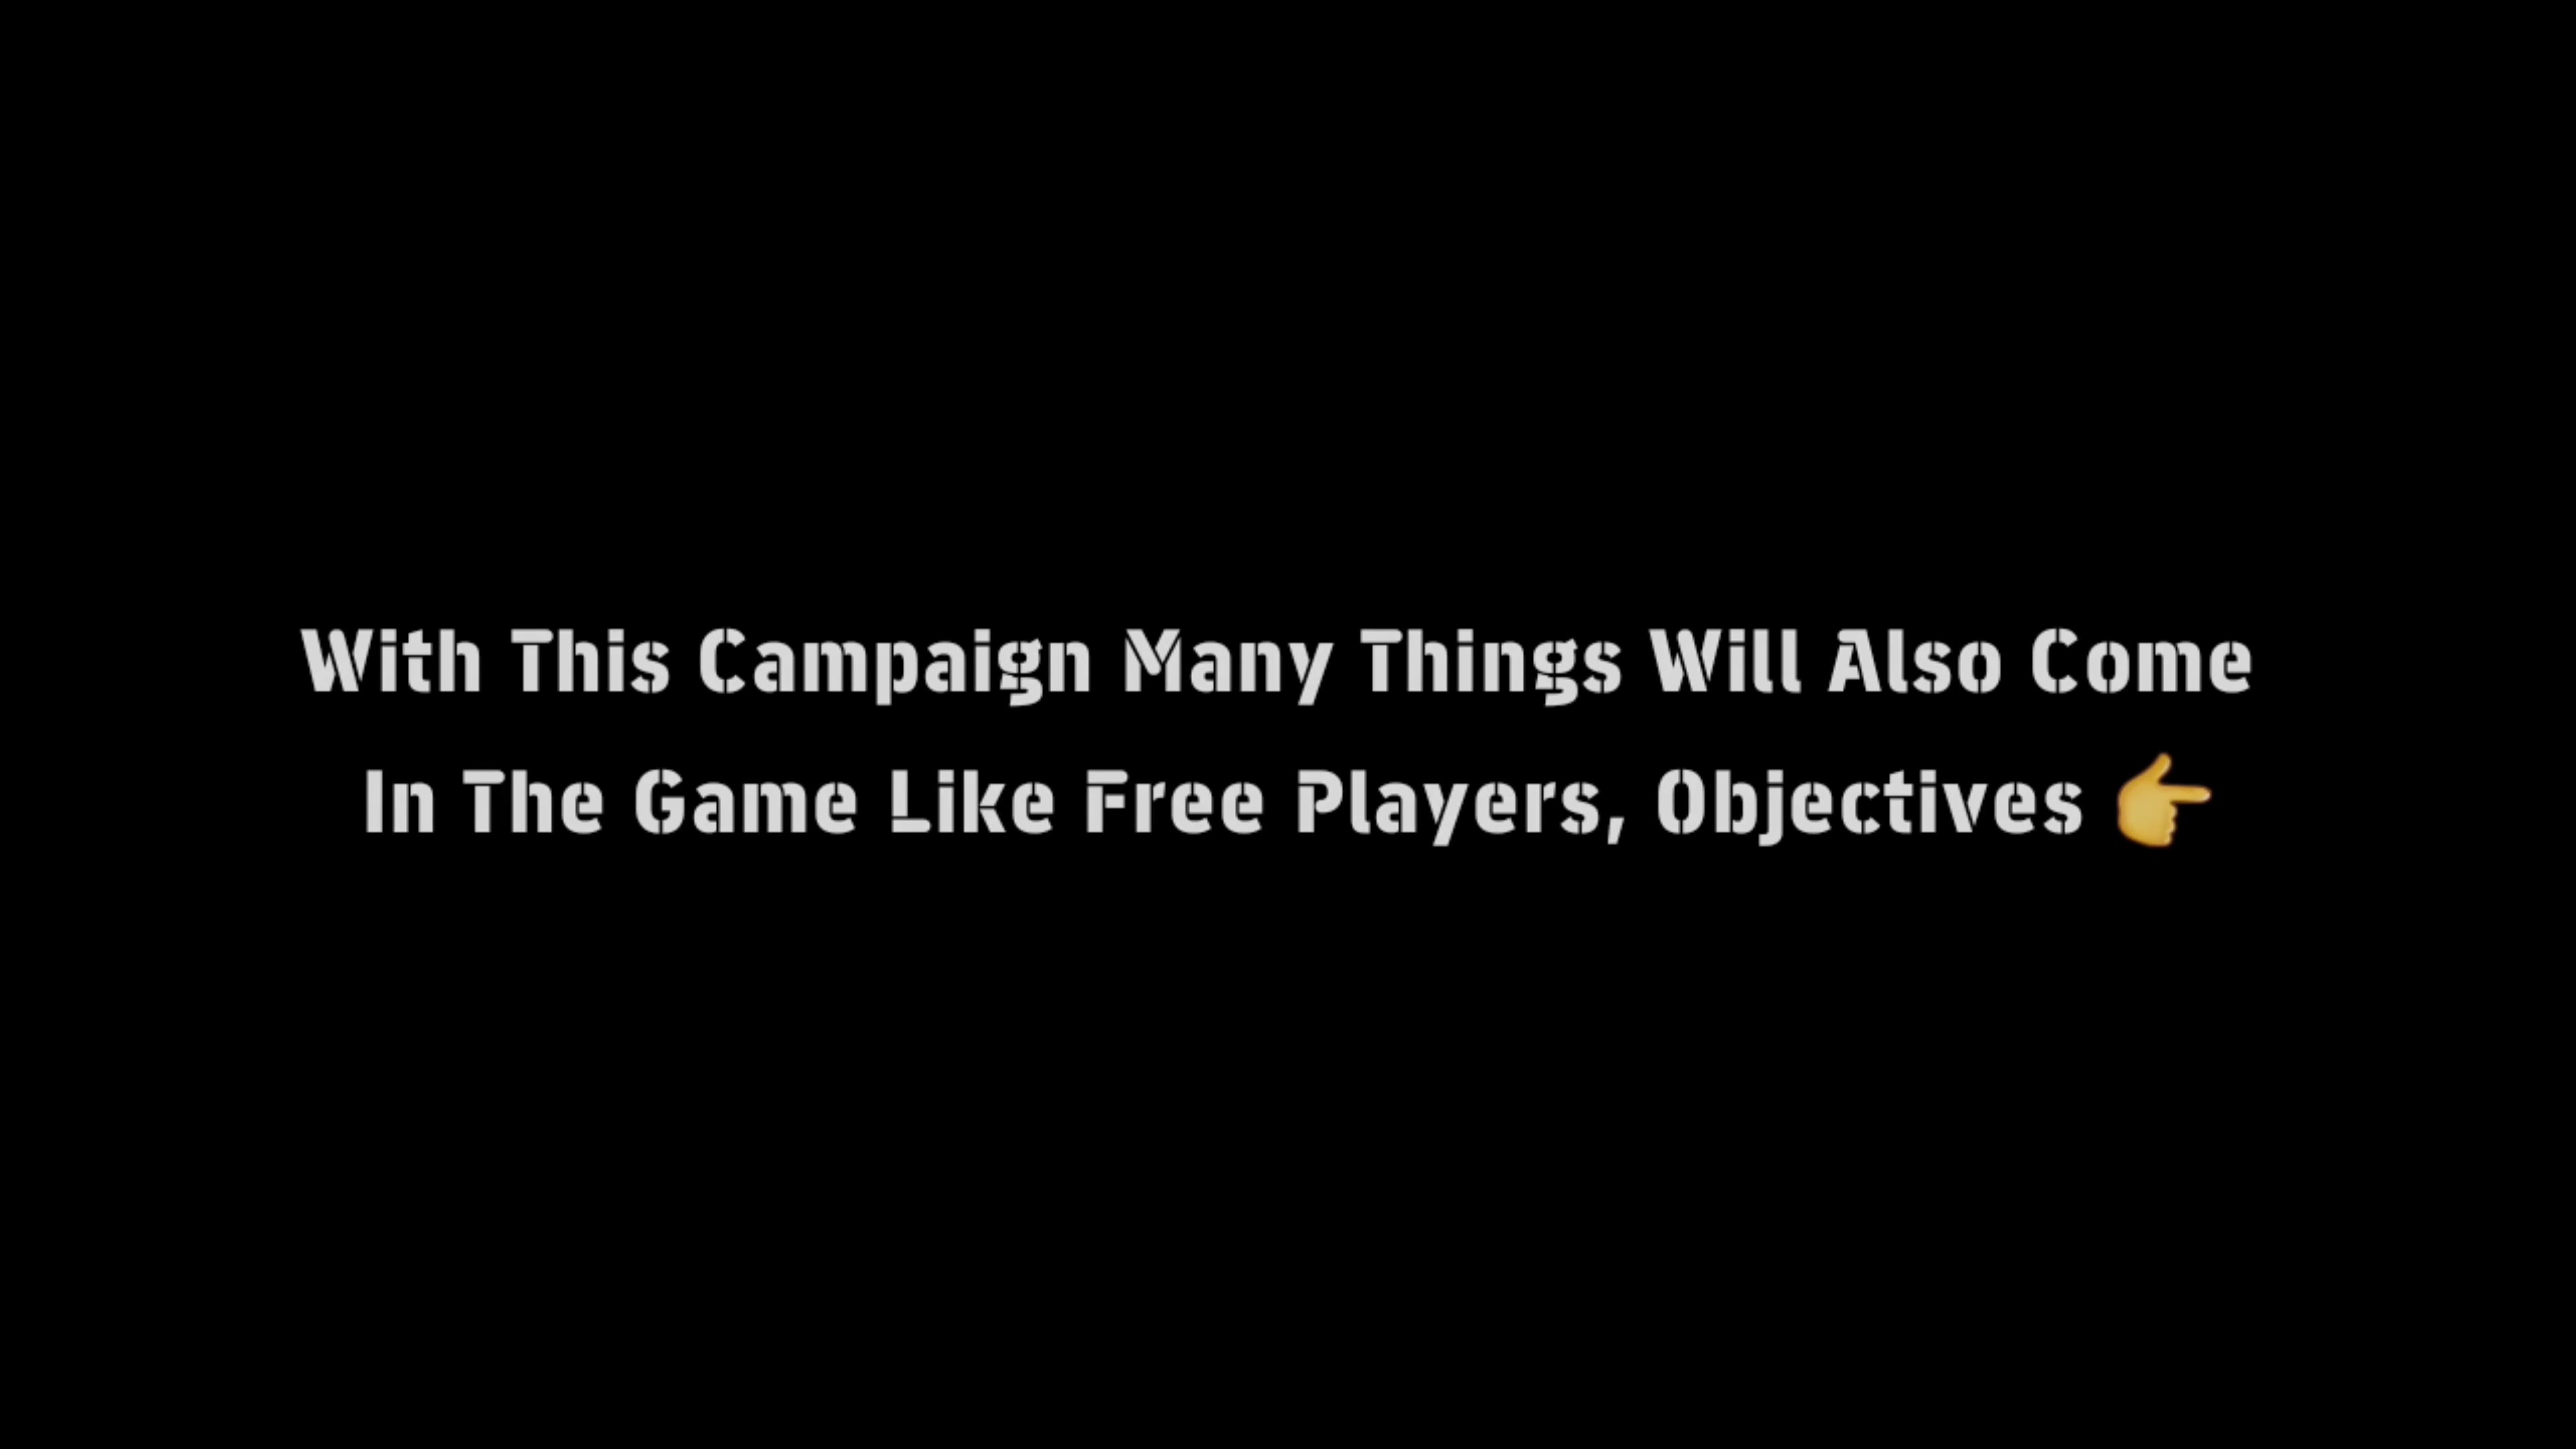 With This Campaign Many Things Will Also Come
In The Game Like Free Players, Objectives 👉